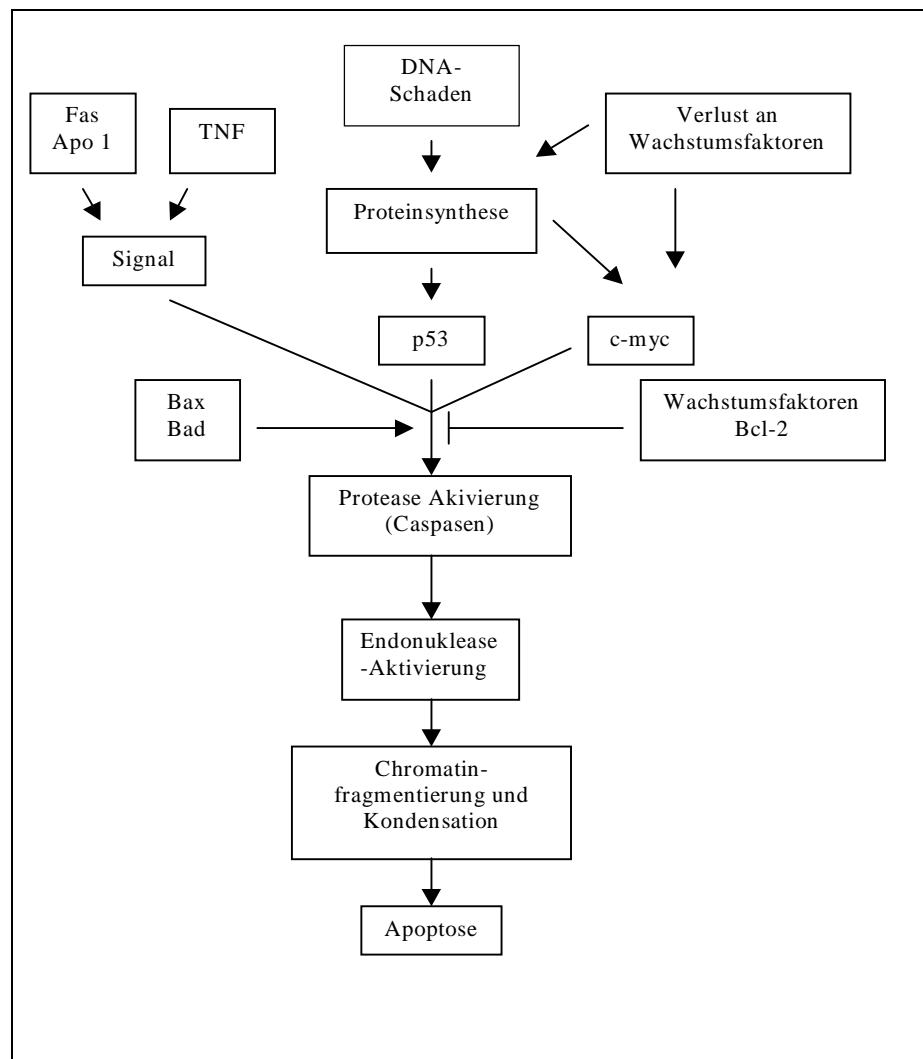 DNA-
Schaden
Fas
Apo 1
TNF
Verlust an
Wachstumsfaktoren
Proteinsynthese
Signal
p53
c-myc
Bax
Bad
Wachstumsfaktoren
Bcl-2
Protease Akivierung
(Caspasen)
Endonuklease
-Aktivierung
Chromatin-
fragmentierung und
Kondensation
Apoptose